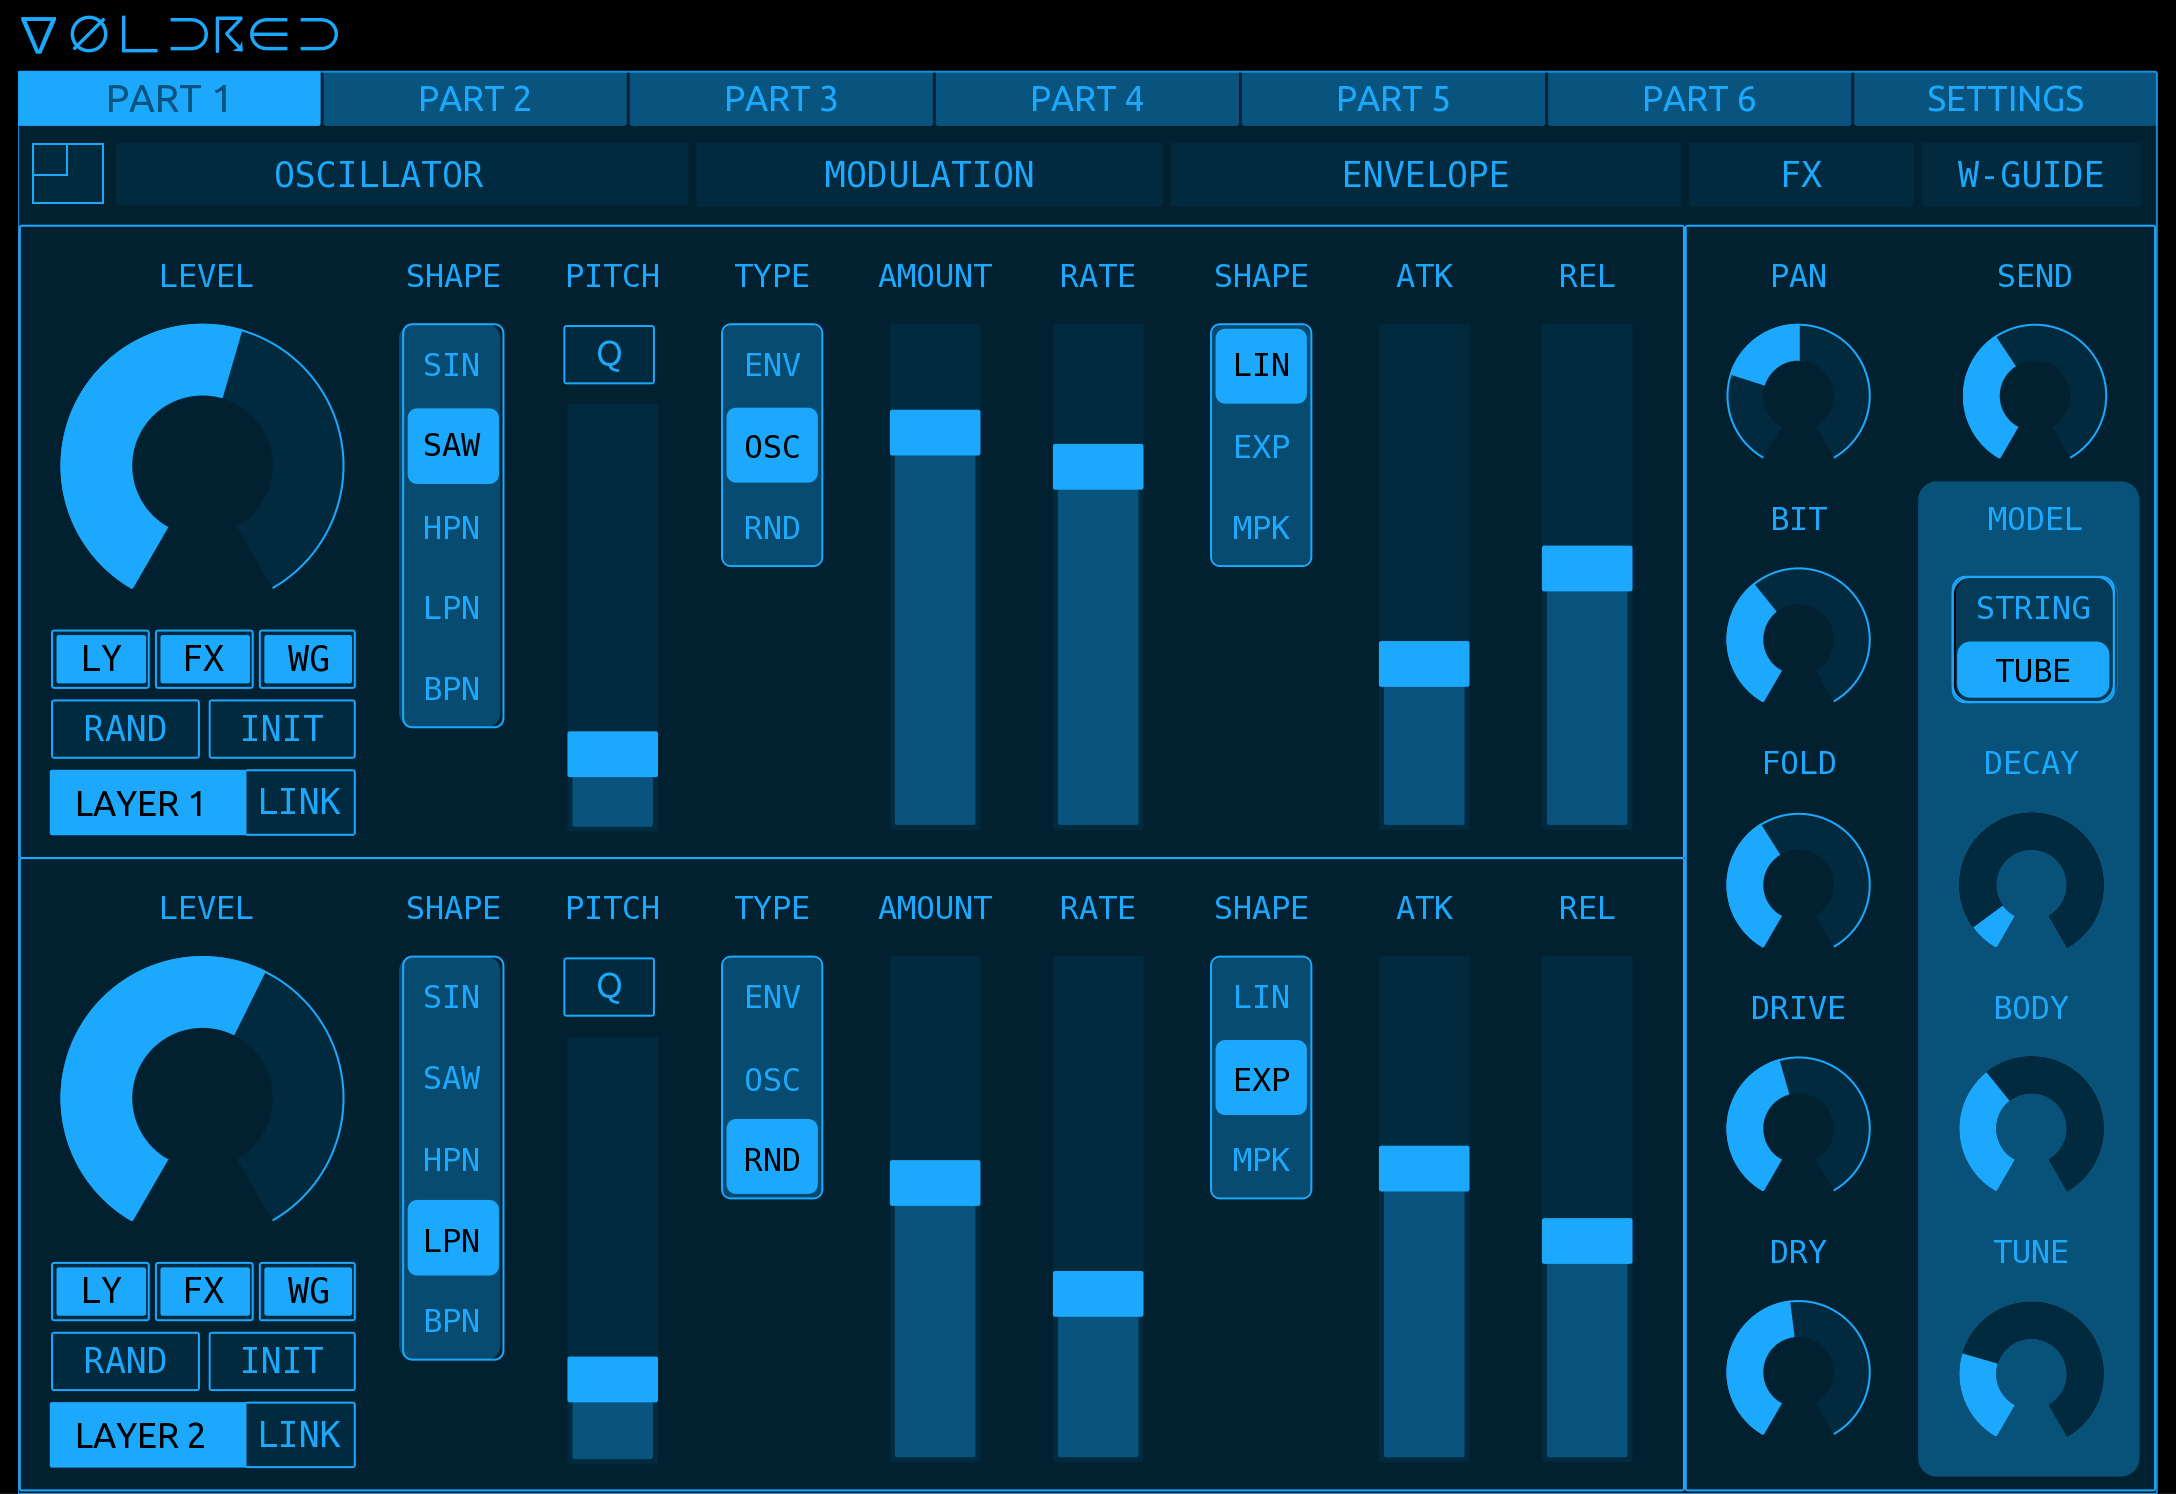 VØLDRED
PART 1 PART 2 PART 3 PART 4 PART 5 PART 6 SETTINGS
OSCILLATOR MODULATION ENVELOPE FX W-GUIDE
LEVEL SHAPE PITCH TYPE AMOUNT RATE SHAPE ATK REL PAN SEND
SIN Q ENV LIN
SAW OSC EXP
HPN RND MPK BIT MODEL
LPN STRING
LY FX WG TUBE
BPN
RAND INIT
FOLD DECAY
LAYER 1 LINK
LEVEL SHAPE PITCH TYPE AMOUNT RATE SHAPE ATK REL
SIN Q ENV LIN DRIVE BODY
SAW OSC EXP
HPN RND MPK
LPN DRY TUNE
LY FX WG
BPN
RAND INIT
LAYER 2 LINK